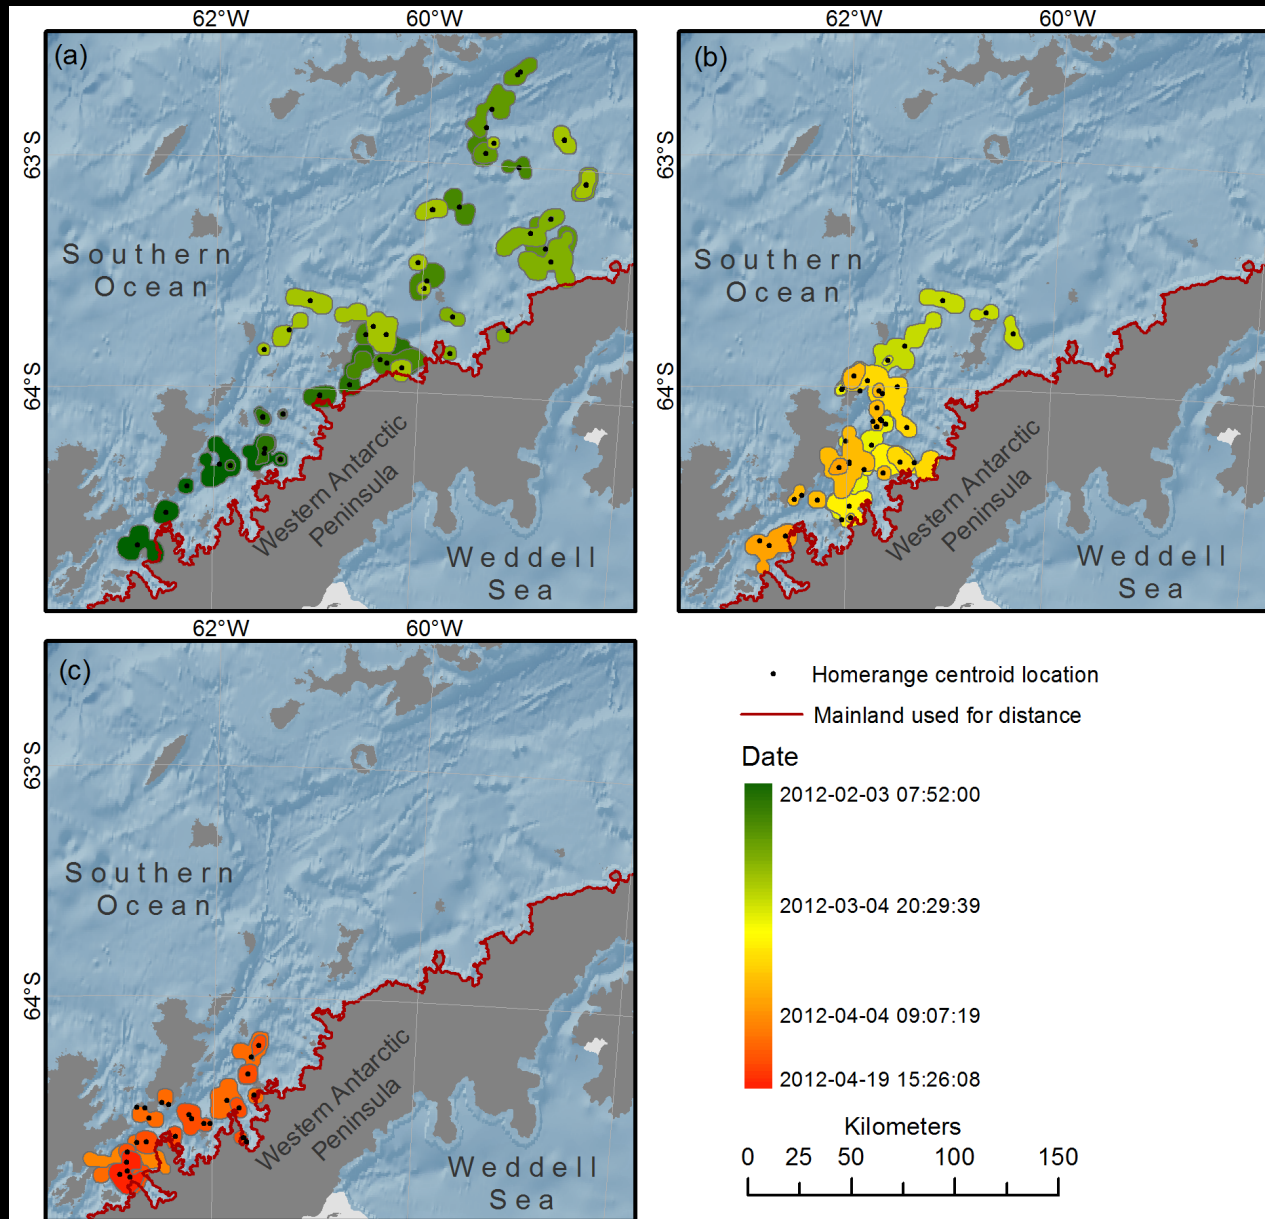 62°W 60°W 62°W 60°W
(a)
63°S
Southern
Ocean
64°S
Western Antarctic
Peninsula
Weddell
Sea
(b)
63°S
Southern
Ocean
64°S
Western Antarctic
Peninsula
Weddell
Sea
62°W 60°W
(c)
63°S
Southern
Ocean
64°S
Western Antarctic
Peninsula
Weddell
Sea
Homerange centroid location
Mainland used for distance
Date
2012-02-03 07:52:00
2012-03-04 20:29:39
2012-04-04 09:07:19
2012-04-19 15:26:08
Kilometers
0 25 50 100 150